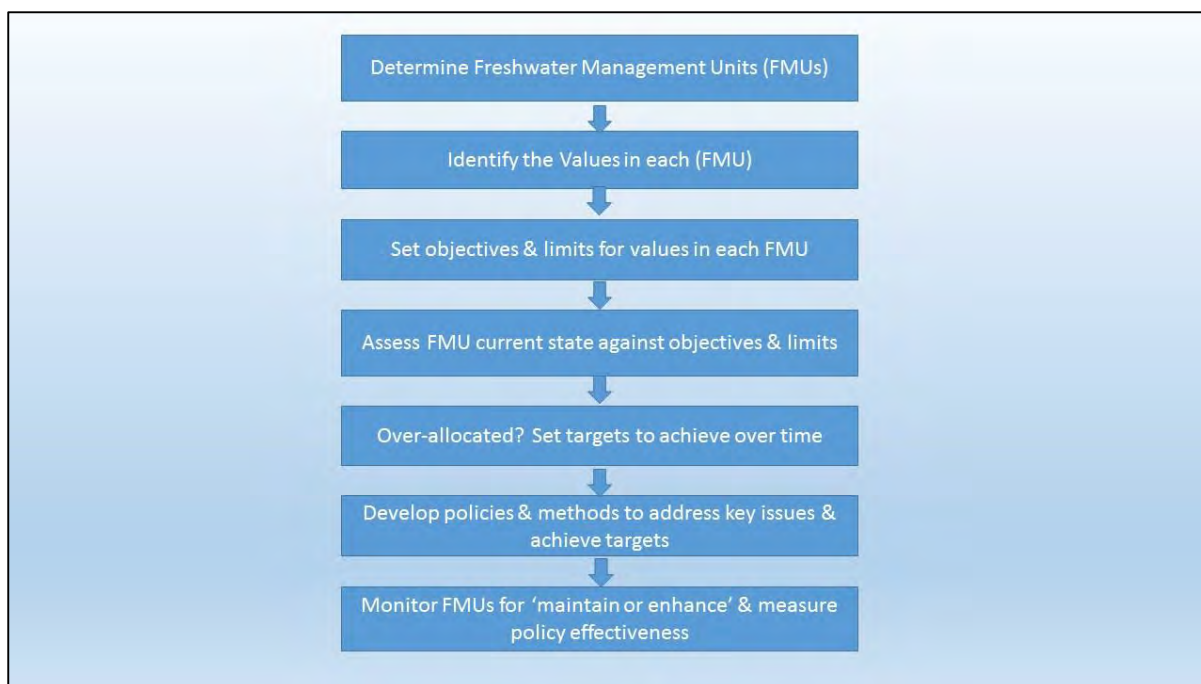 Determine Freshwater Management Units (FMUs)
Identify the Values in each (FMU)
Set objectives & limits for values in each FMU
Assess FMU current state against objectives & limits
Over-allocated? Set targets to achieve over time
Develop policies & methods to address key issues &
achieve targets
Monitor FMUs for ‘maintain or enhance’ & measure
policy effectiveness